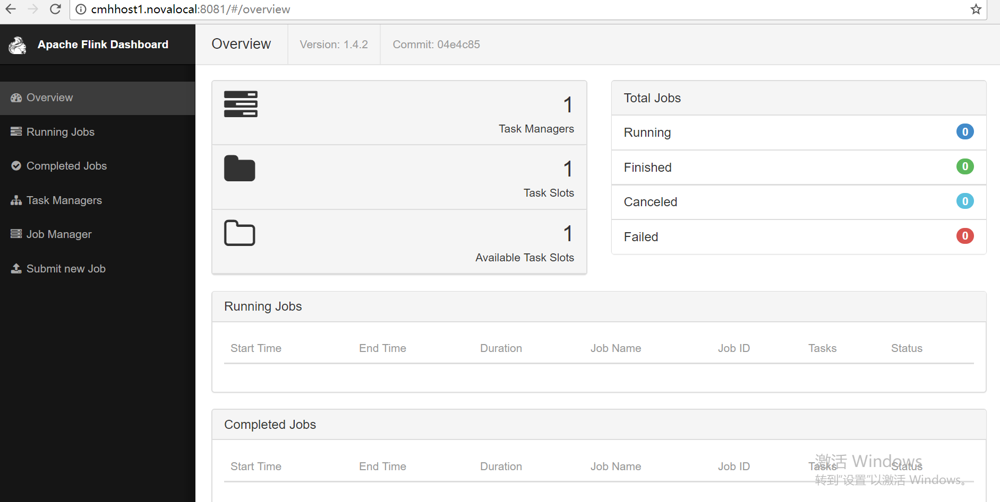 cmhhost1.novalocal:8081/#/overview
Apache Flink Dashboard
Overview
Version: 1.4.2
Commit: 04e4c85
Overview
Running Jobs
Completed Jobs
Task Managers
Job Manager
Submit new Job
1
Task Managers
1
Task Slots
1
Available Task Slots
Total Jobs
Running 0
Finished 0
Canceled 0
Failed 0
Running Jobs
Start Time End Time Duration Job Name Job ID Tasks Status
Completed Jobs
Start Time End Time Duration Job Name Job ID Tasks Status
激活 Windows
转到“设置”以激活 Windows。